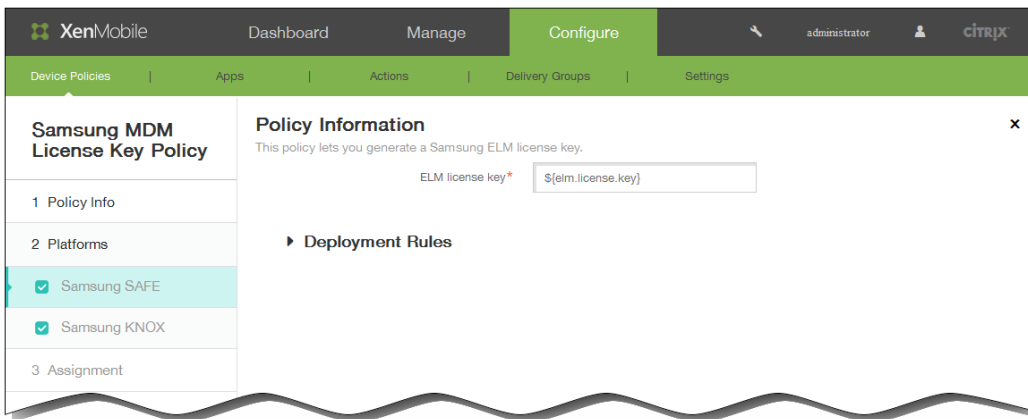 XenMobile Dashboard Manage Configure administrator CİTRIX
Device Policies | Apps | Actions | Delivery Groups | Settings
Samsung MDM
License Key Policy
1 Policy Info
2 Platforms
Samsung SAFE
Samsung KNOX
3 Assignment
Policy Information
This policy lets you generate a Samsung ELM license key.
ELM license key* ${elm.license.key}
Deployment Rules